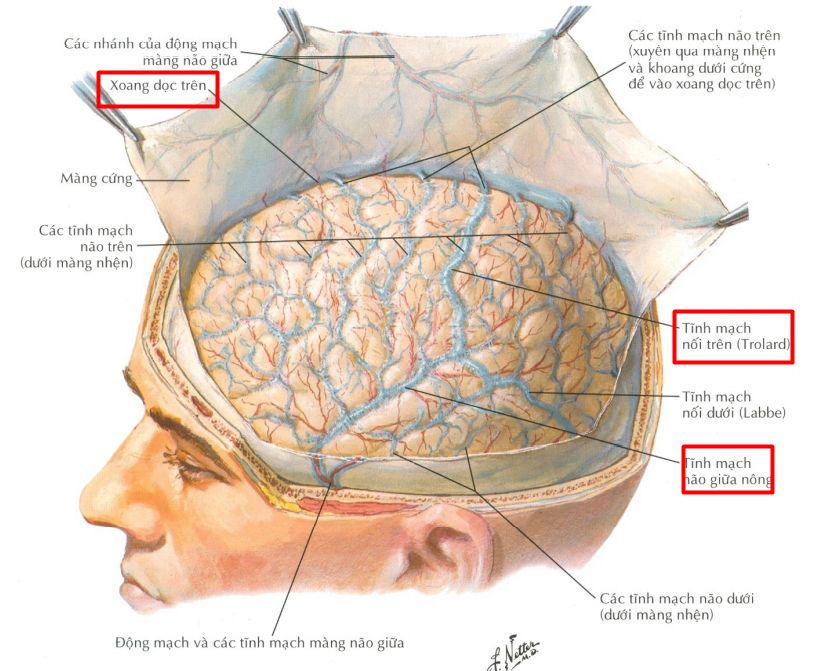 Các nhánh của động mạch
màng não giữa
Xoang dọc trên
Màng cứng
Các tĩnh mạch
não trên
(dưới màng nhện)
Các tĩnh mạch não trên
(xuyên qua màng nhện
và khoang dưới cứng
để vào xoang dọc trên)
Tĩnh mạch
nối trên (Trolard)
Tĩnh mạch
nối dưới (Labbe)
Tĩnh mạch
não giữa nông
Các tĩnh mạch não dưới
(dưới màng nhện)
Động mạch và các tĩnh mạch màng não giữa
F. Netter
M.D.